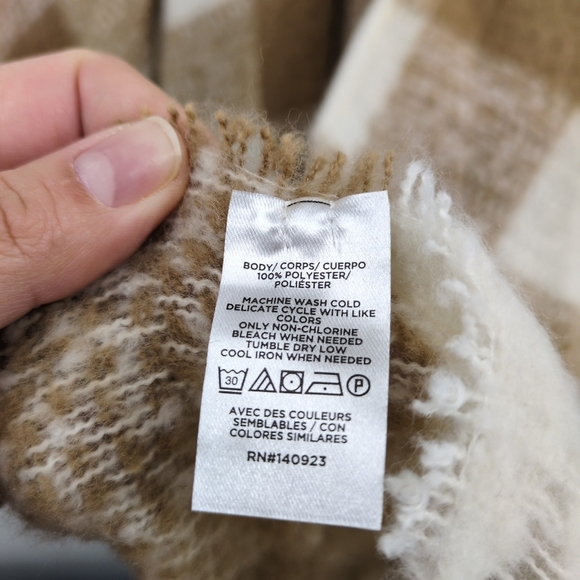 BODY/ CORPS/ CUERPO
100% POLYESTER/
POLIÉSTER
MACHINE WASH COLD
DELICATE CYCLE WITH LIKE
COLORS
ONLY NON-CHLORINE
BLEACH WHEN NEEDED
TUMBLE DRY LOW
COOL IRON WHEN NEEDED
30 P
AVEC DES COULEURS
SEMBLABLES / CON
COLORES SIMILARES
RN#140923